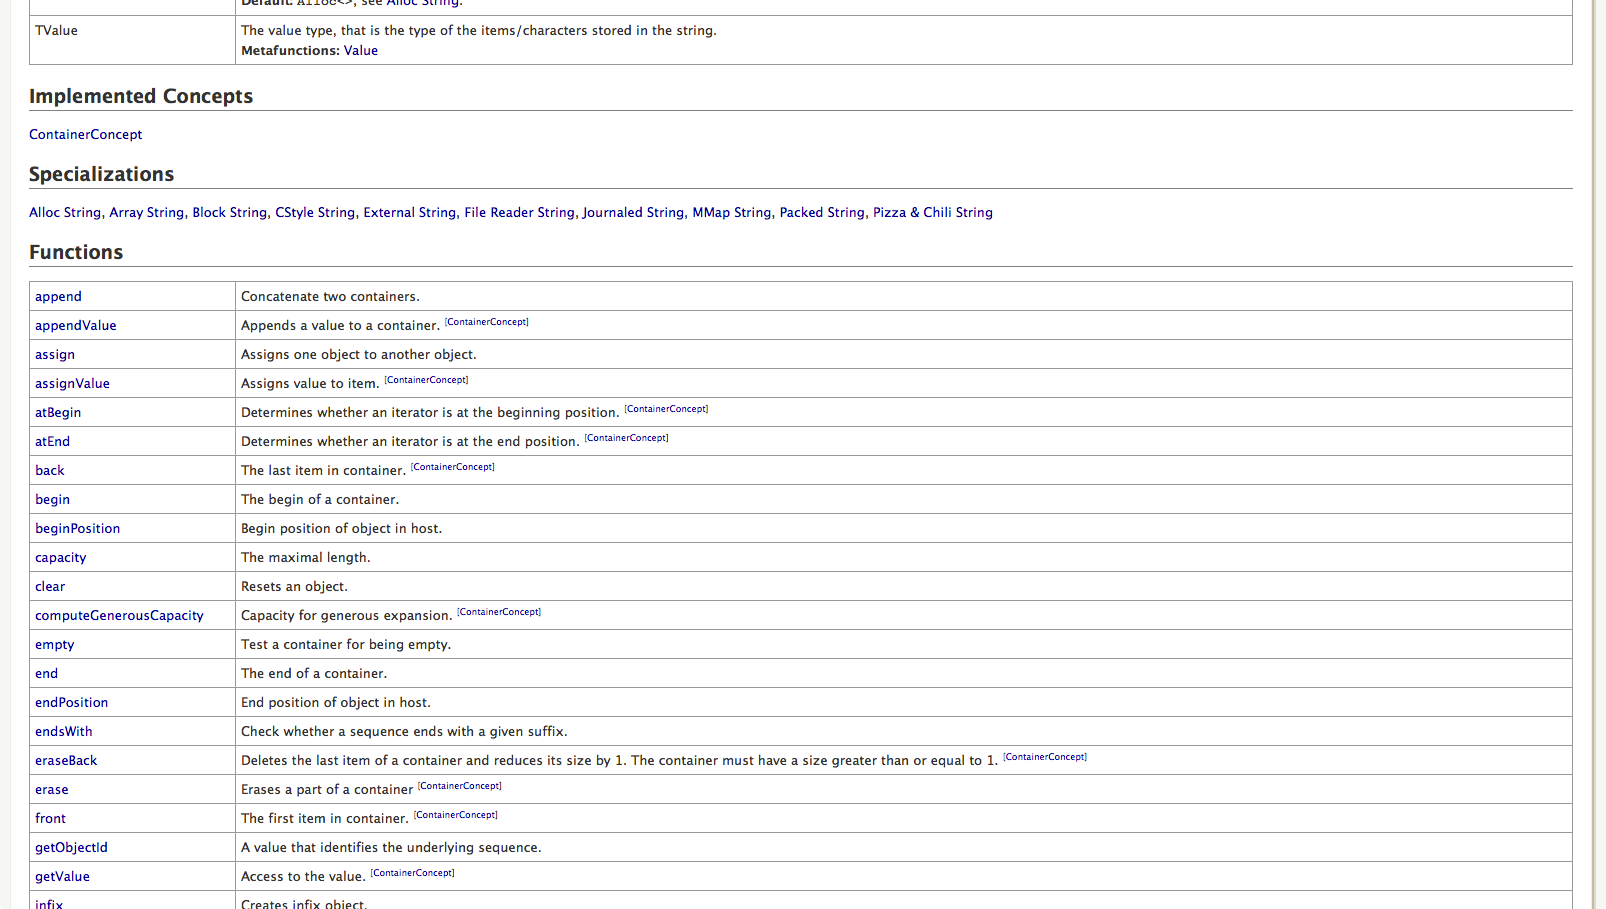 Default: Alloc<>, see Alloc String.
TValue The value type, that is the type of the items/characters stored in the string.
Metafunctions: Value
Implemented Concepts
ContainerConcept
Specializations
Alloc String, Array String, Block String, CStyle String, External String, File Reader String, Journaled String, MMap String, Packed String, Pizza & Chili String
Functions
append Concatenate two containers.
appendValue Appends a value to a container. [ContainerConcept]
assign Assigns one object to another object.
assignValue Assigns value to item. [ContainerConcept]
atBegin Determines whether an iterator is at the beginning position. [ContainerConcept]
atEnd Determines whether an iterator is at the end position. [ContainerConcept]
back The last item in container. [ContainerConcept]
begin The begin of a container.
beginPosition Begin position of object in host.
capacity The maximal length.
clear Resets an object.
computeGenerousCapacity Capacity for generous expansion. [ContainerConcept]
empty Test a container for being empty.
end The end of a container.
endPosition End position of object in host.
endsWith Check whether a sequence ends with a given suffix.
eraseBack Deletes the last item of a container and reduces its size by 1. The container must have a size greater than or equal to 1. [ContainerConcept]
erase Erases a part of a container [ContainerConcept]
front The first item in container. [ContainerConcept]
getObjectId A value that identifies the underlying sequence.
getValue Access to the value. [ContainerConcept]
infix Creates infix object.